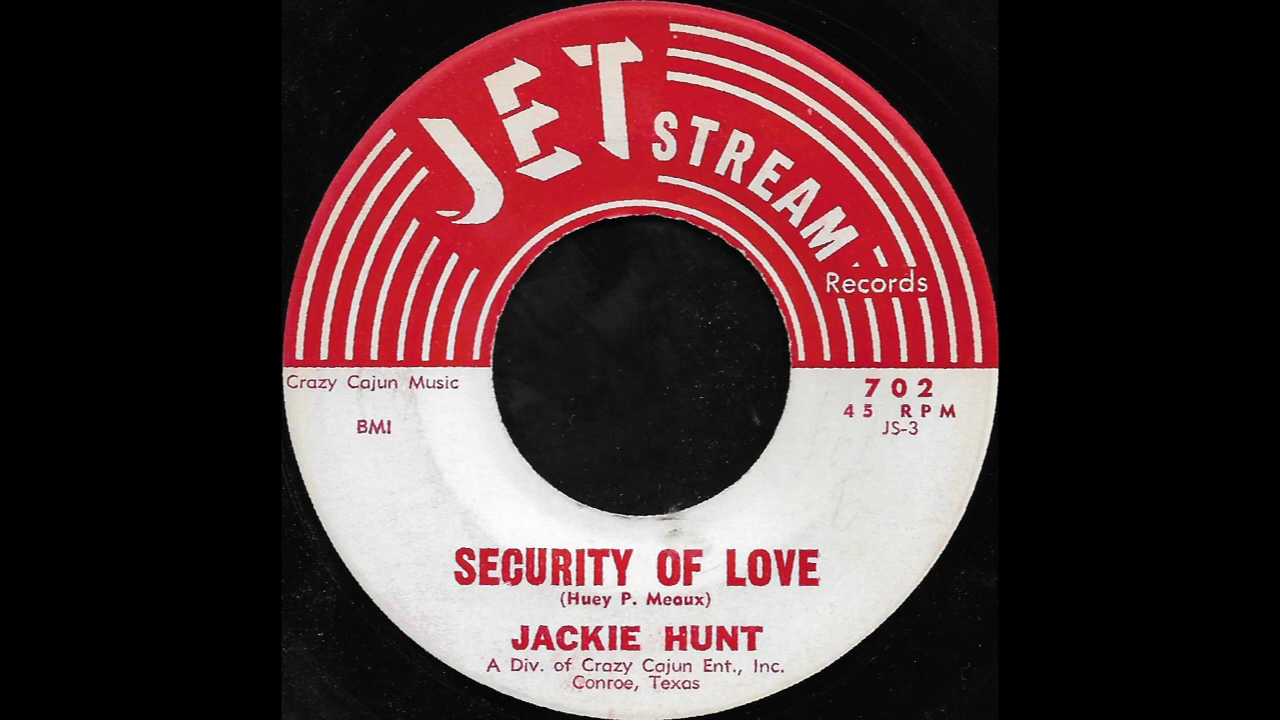 JET STREAM
Records
Crazy Cajun Music
BMI
702
45 RPM
JS-3
SECURITY OF LOVE
(Huey P. Meaux)
JACKIE HUNT
A Div. of Crazy Cajun Ent., Inc.
Conroe, Texas